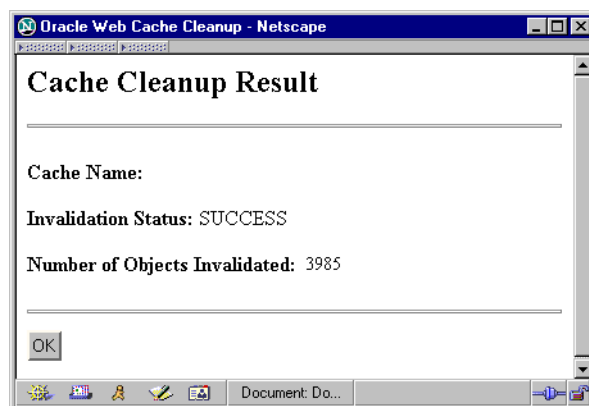 Oracle Web Cache Cleanup - Netscape
Cache Cleanup Result
Cache Name:
Invalidation Status: SUCCESS
Number of Objects Invalidated: 3985
OK
Document: Do...